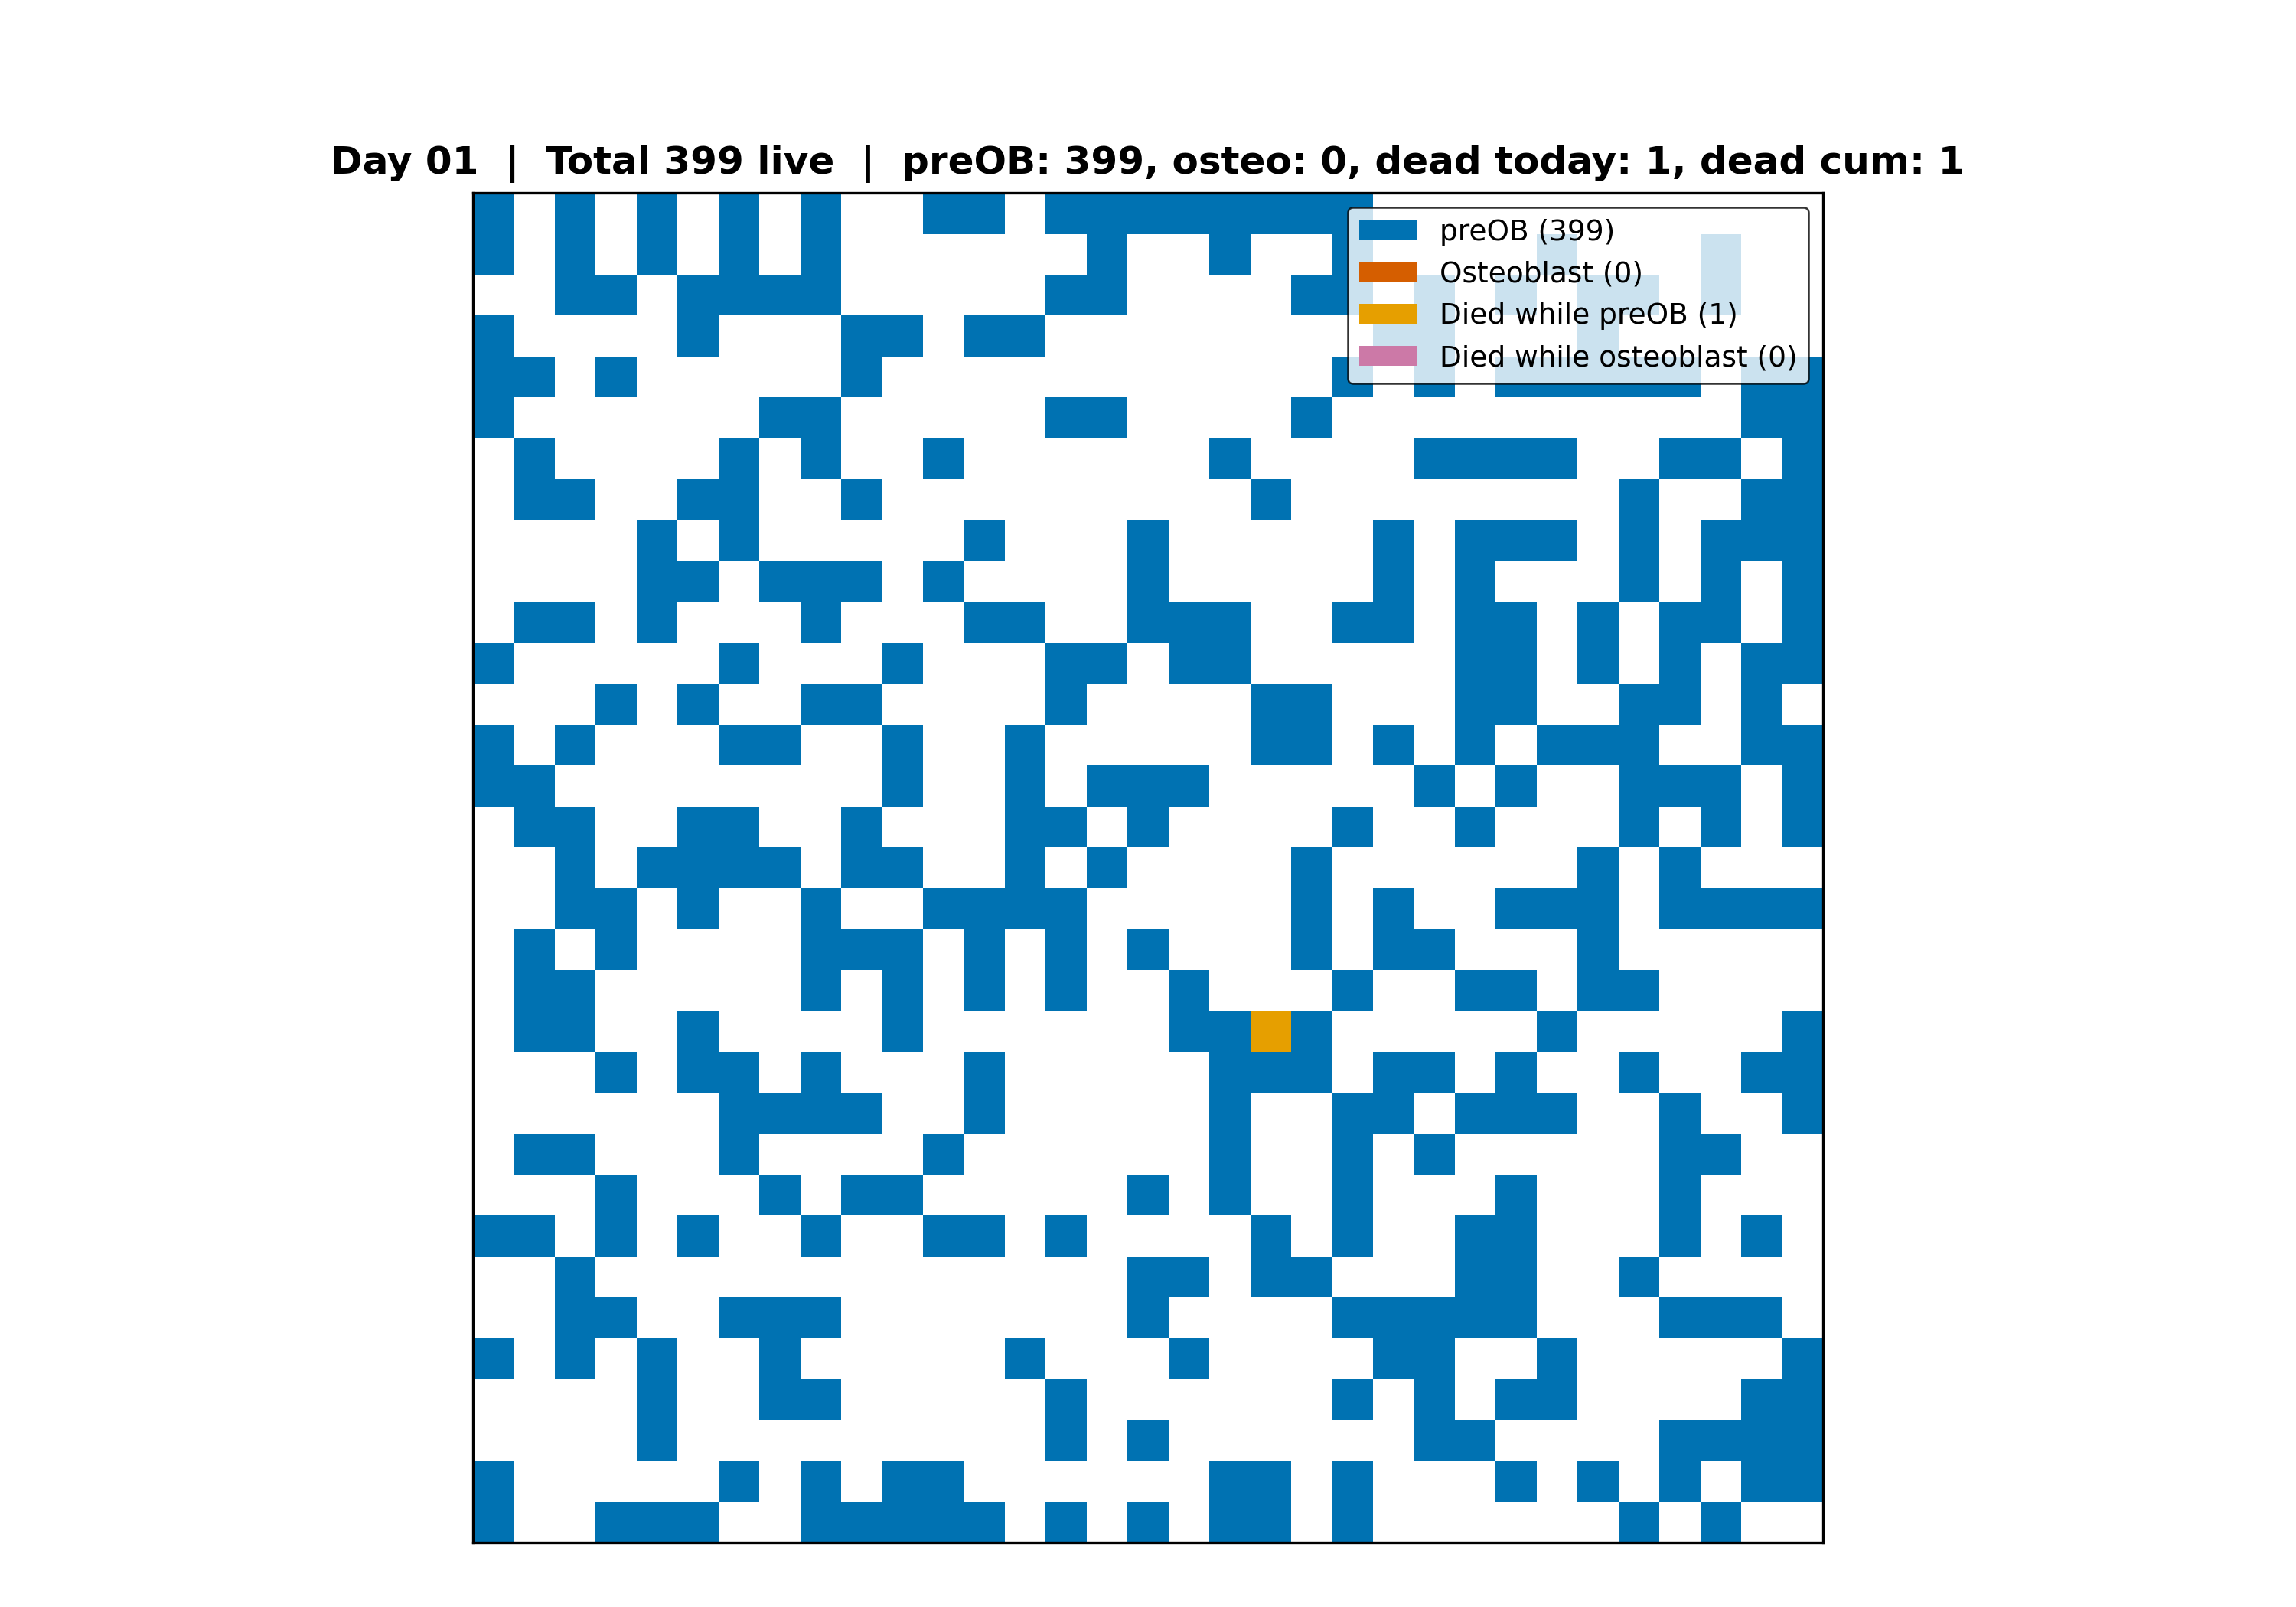 Day 01 | Total 399 live | preOB: 399, osteo: 0, dead today: 1, dead cum: 1
preOB (399)
Osteoblast (0)
Died while preOB (1)
Died while osteoblast (0)